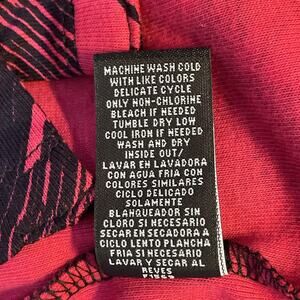 MACHINE WASH COLD
WITH LIKE COLORS
DELICATE CYCLE
ONLY NON-CHLORINE
BLEACH IF NEEDED
TUMBLE DRY LOW
COOL IRON IF NEEDED
WASH AND DRY
INSIDE OUT/
LAVAR EN LAVADORA
CON AGUA FRIA CON
COLORES SIMILARES
CICLO DELICADO
SOLAMENTE
BLANQUEADOR SIN
CLORO SI NECESARIO
SECAR EN SECADORA A
CICLO LENTO PLANCHA
FRIA SI NECESARIO
LAVAR Y SECAR AL
REVES